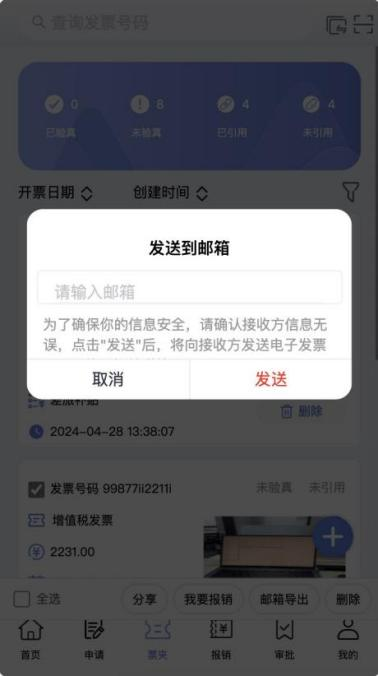 查询发票号码
0
8
4
4
已验真
未验真
已引用
未引用
开票日期
创建时间
发送到邮箱
请输入邮箱
为了确保你的信息安全，请确认接收方信息无
误，点击"发送"后，将向接收方发送电子发票
取消
发送
差旅补贴
删除
2024-04-28 13:38:07
发票号码 99877ii2211i
未验真
未引用
增值税发票
2231.00
全选
分享
我要报销
邮箱导出
删除
首页
申请
票夹
报销
审批
我的